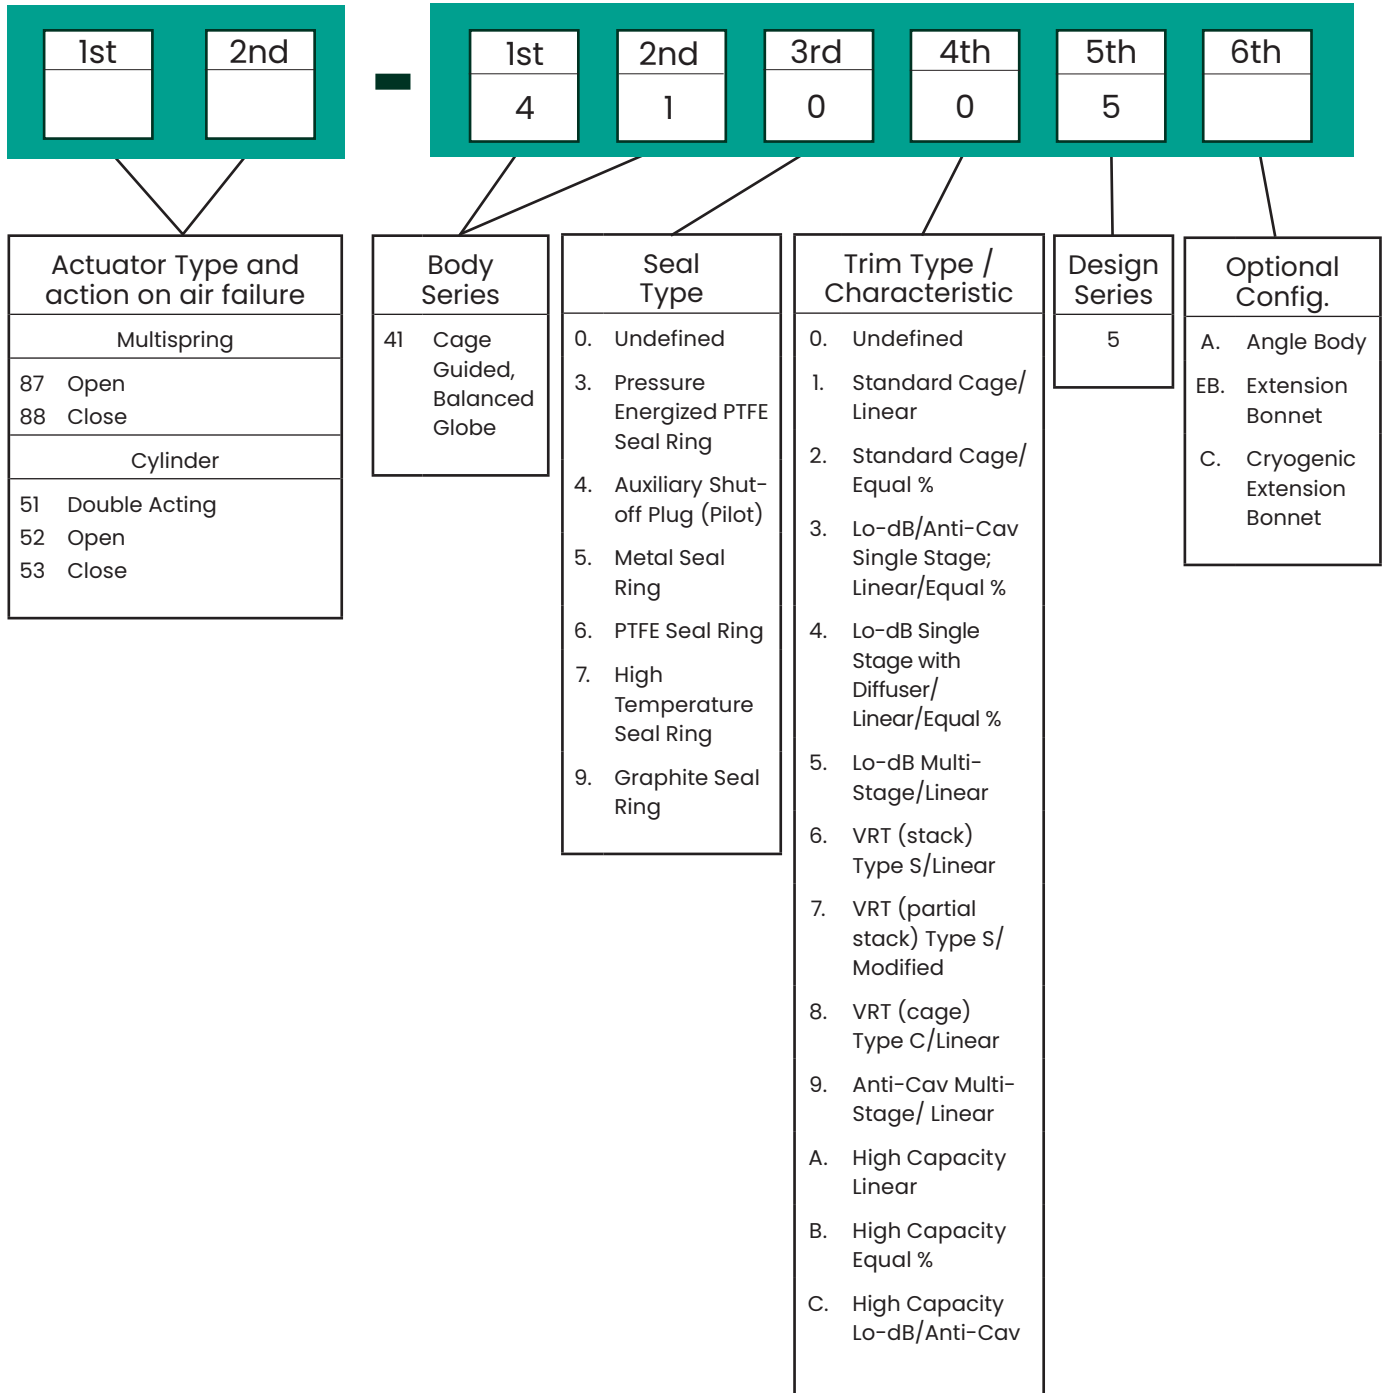 1st
2nd
-
1st
4
2nd
1
3rd
0
4th
0
5th
5
6th
Actuator Type and
action on air failure
Multispring
87 Open
88 Close
Cylinder
51 Double Acting
52 Open
53 Close
Body
Series
41 Cage
Guided,
Balanced
Globe
Seal
Type
0. Undefined
3. Pressure
Energized PTFE
Seal Ring
4. Auxiliary Shut-
off Plug (Pilot)
5. Metal Seal
Ring
6. PTFE Seal Ring
7. High
Temperature
Seal Ring
9. Graphite Seal
Ring
Trim Type /
Characteristic
0. Undefined
1. Standard Cage/
Linear
2. Standard Cage/
Equal %
3. Lo-dB/Anti-Cav
Single Stage;
Linear/Equal %
4. Lo-dB Single
Stage with
Diffuser/
Linear/Equal %
5. Lo-dB Multi-
Stage/Linear
6. VRT (stack)
Type S/Linear
7. VRT (partial
stack) Type S/
Modified
8. VRT (cage)
Type C/Linear
9. Anti-Cav Multi-
Stage/ Linear
A. High Capacity
Linear
B. High Capacity
Equal %
C. High Capacity
Lo-dB/Anti-Cav
Design
Series
5
Optional
Config.
A. Angle Body
EB. Extension
Bonnet
C. Cryogenic
Extension
Bonnet